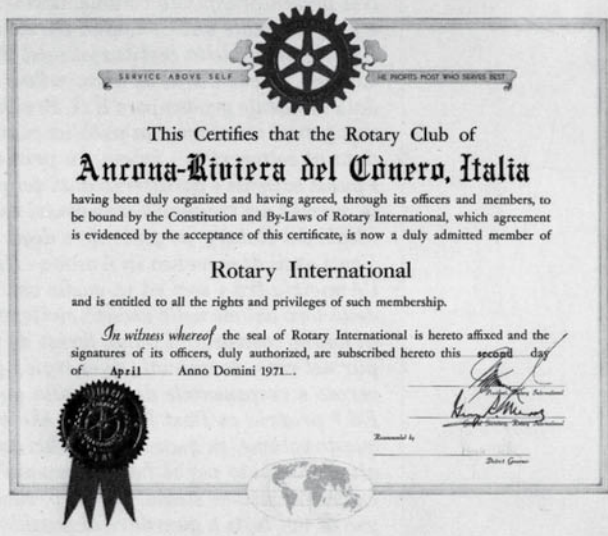 SERVICE ABOVE SELF
HE PROFITS MOST WHO SERVES BEST
This Certifies that the Rotary Club of
Ancona-Riviera del Cònero, Italia
having been duly organized and having agreed, through its officers and members, to
be bound by the Constitution and By-Laws of Rotary International, which agreement
is evidenced by the acceptance of this certificate, is now a duly admitted member of
Rotary International
and is entitled to all the rights and privileges of such membership.
In witness whereof the seal of Rotary International is hereto affixed and the
signatures of its officers, duly authorized, are subscribed hereto this second day
of April Anno Domini 1971
President Rotary International
Secretary Rotary International
Recommended by
District Governor